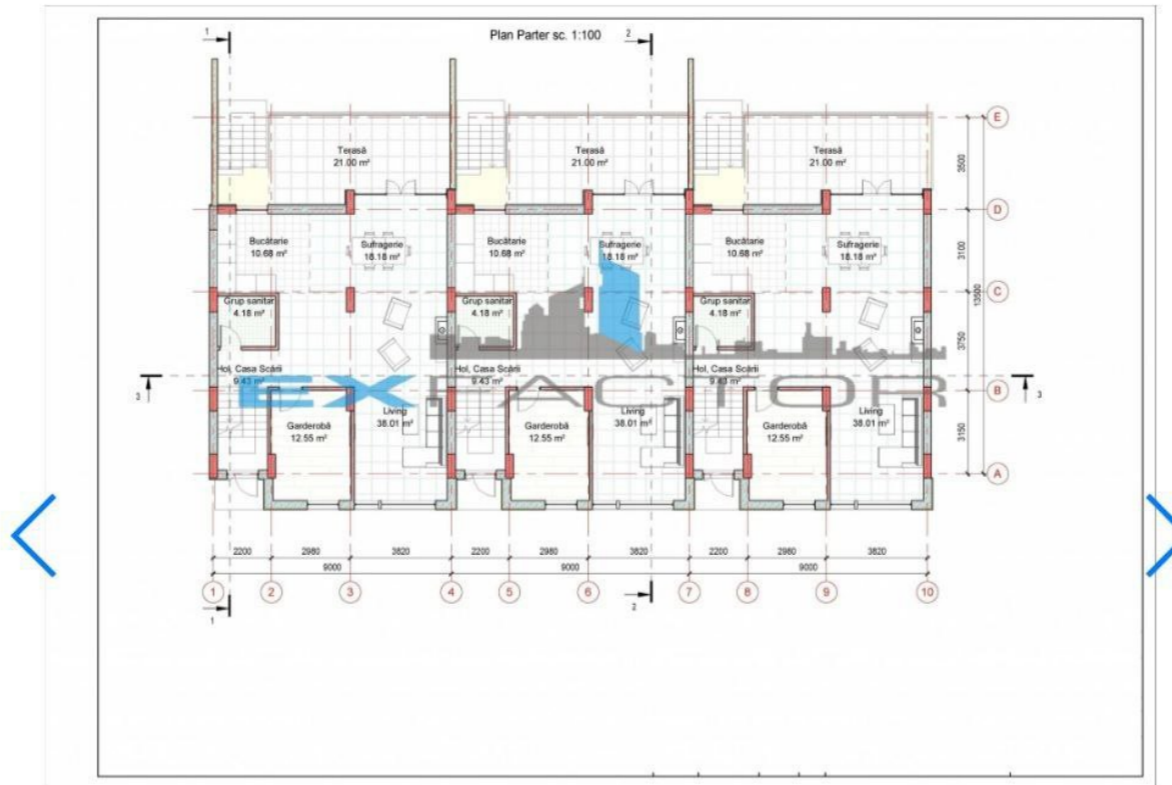 1
Plan Parter sc. 1:100
2
E
Terasă
21.00 m²
Terasă
21.00 m²
Terasă
21.00 m²
3500
D
Bucătarie
10.68 m²
Sufragerie
18.18 m²
Bucătarie
10.68 m²
Sufragerie
18.18 m²
Bucătarie
10.68 m²
Sufragerie
18.18 m²
3100
C
13500
Grup sanitar
4.18 m²
Grup sanitar
4.18 m²
Grup sanitar
4.18 m²
3750
Hol, Casa Scării
9.43 m²
Hol, Casa Scării
9.43 m²
Hol, Casa Scării
9.43 m²
3
3
B
EXFACTOR
Garderobă
12.55 m²
Living
38.01 m²
Garderobă
12.55 m²
Living
38.01 m²
Garderobă
12.55 m²
Living
38.01 m²
3150
A
2200 2980 3820 2200 2980 3820 2200 2980 3820
9000 9000 9000
1 2 3 4 5 6 7 8 9 10
1
2